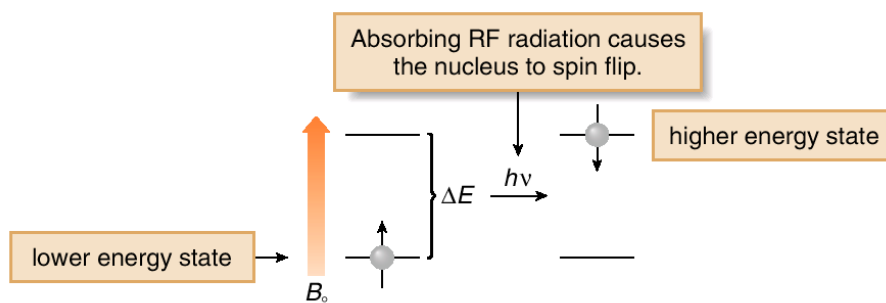 Absorbing RF radiation causes
the nucleus to spin flip.
higher energy state
ΔE
hν
lower energy state
B₀